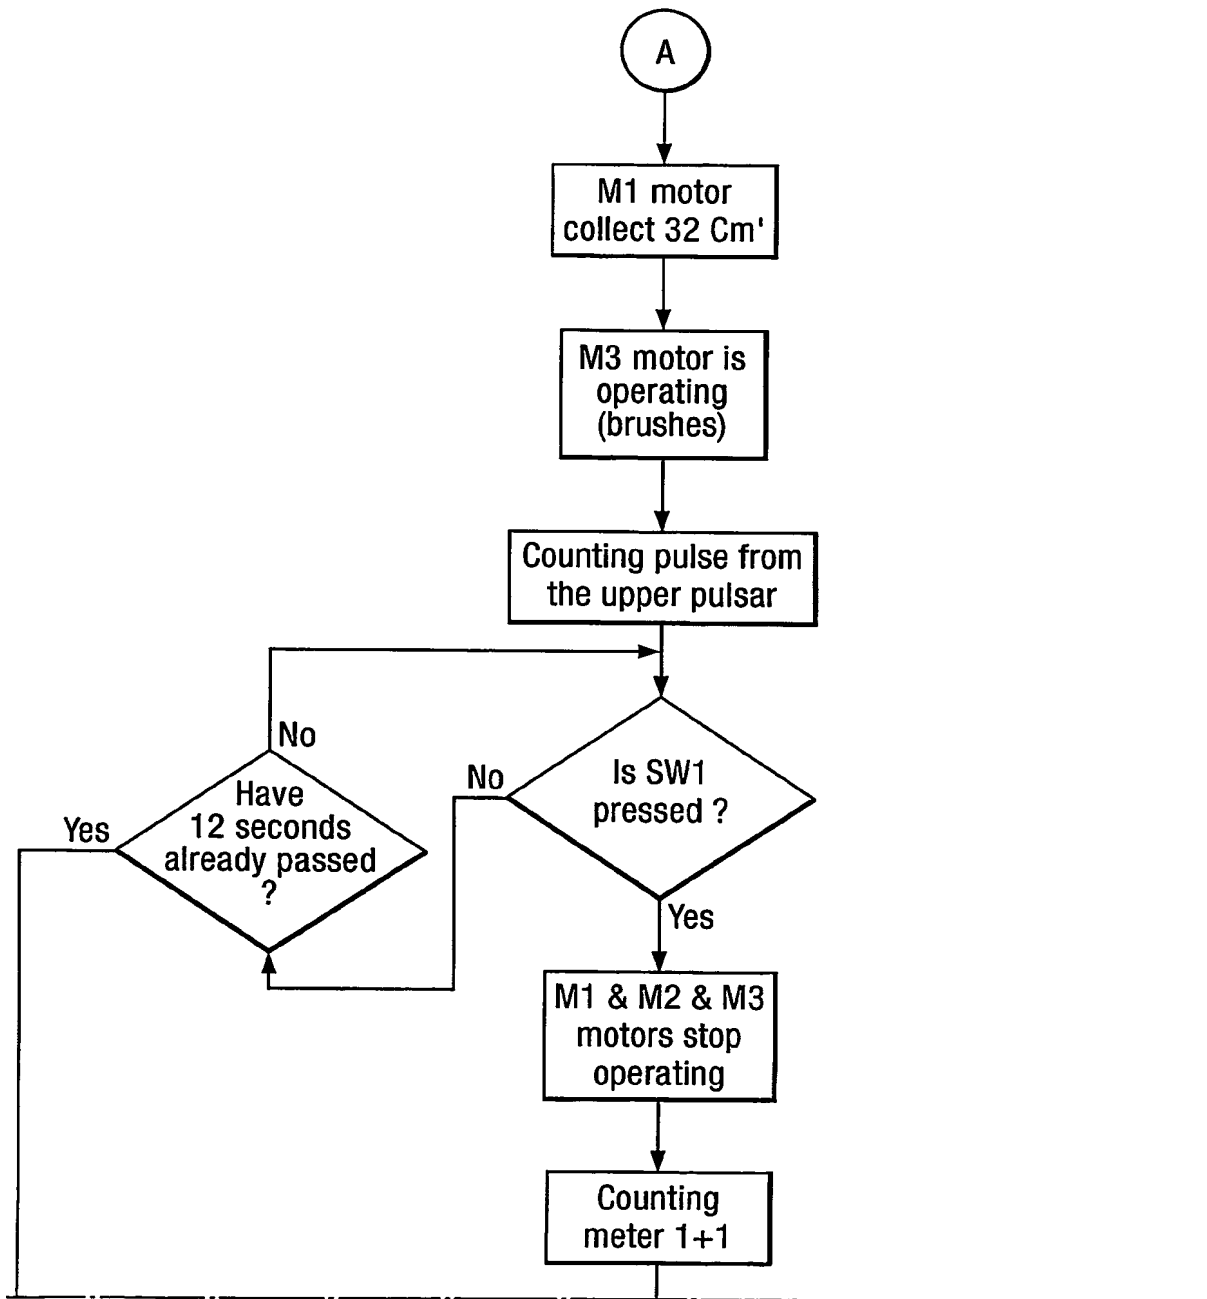 A
M1 motor
collect 32 Cm'
M3 motor is
operating
(brushes)
Counting pulse from
the upper pulsar
No
Have
12 seconds
already passed
?
Yes
No
Is SW1
pressed ?
Yes
M1 & M2 & M3
motors stop
operating
Counting
meter 1+1